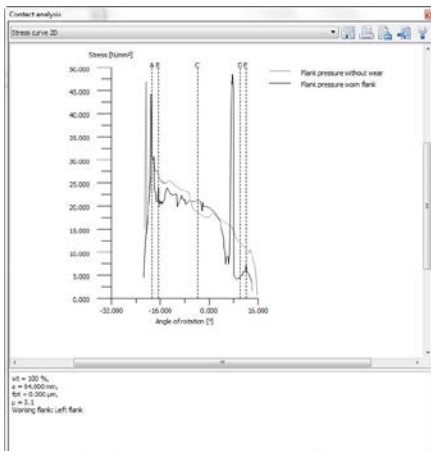 Contact analysis
Stress curve 2D
Stress [N/mm²]
A B C D E
Flank pressure without wear
Flank pressure worn flank
50.000
45.000
40.000
35.000
30.000
25.000
20.000
15.000
10.000
5.000
0.000
-32.000 -16.000 0.000 16.000
Angle of rotation [°]
wt = 100 %,
a = 64.000 mm,
fpt = 0.000 µm,
µ = 0.1
Working flank: Left flank